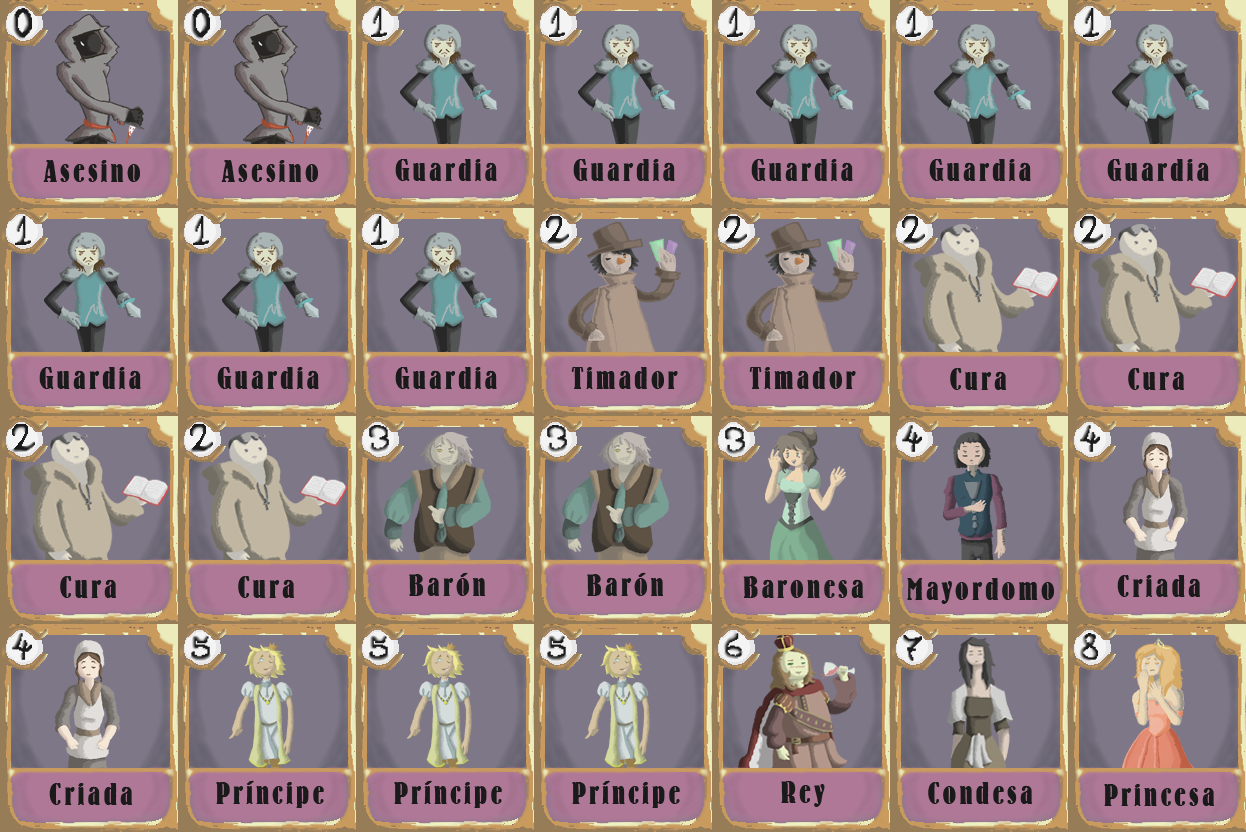 0 0 1 1 1 1 1
Asesino Asesino Guardia Guardia Guardia Guardia Guardia
1 1 1 2 2 2 2
Guardia Guardia Guardia Timador Timador Cura Cura
2 2 3 3 3 4 4
Cura Cura Barón Barón Baronesa Mayordomo Criada
4 5 5 5 6 7 8
Criada Príncipe Príncipe Príncipe Rey Condesa Princesa